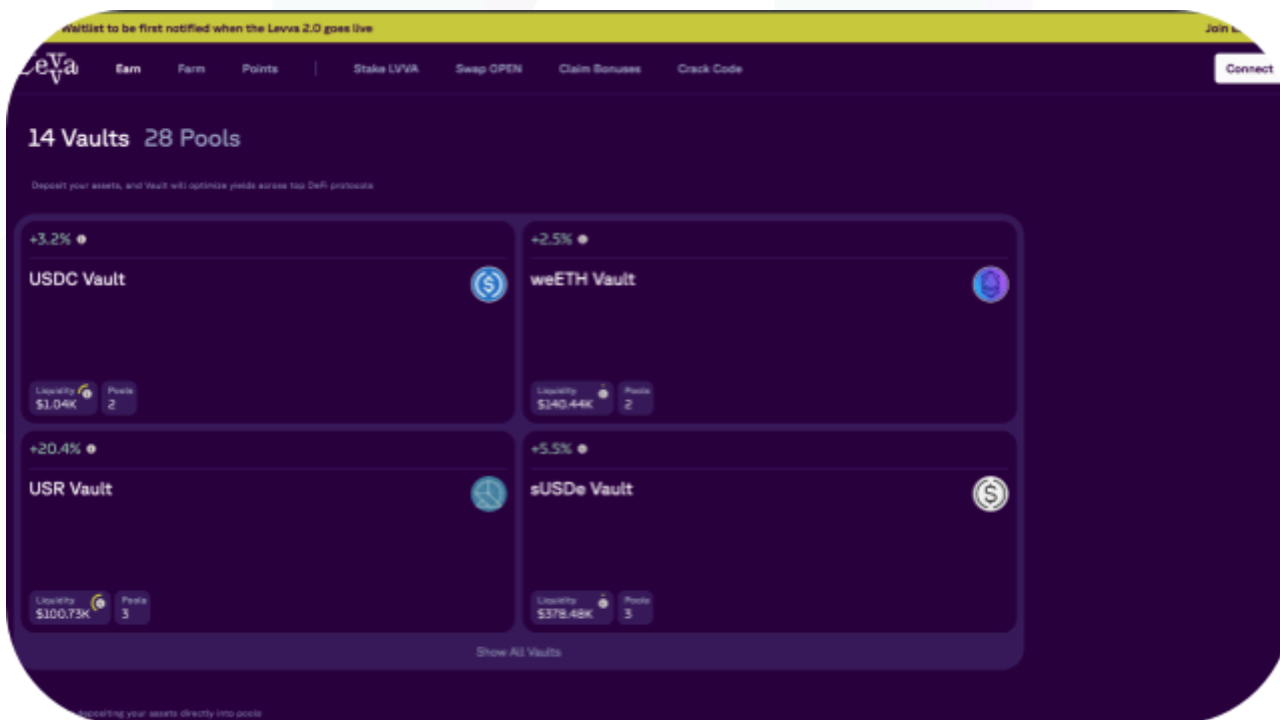 Waitlist to be first notified when the Levva 2.0 goes live
Join
Levva Earn Farm Points Stake LVVA Swap OPEN Claim Bonuses Crack Code Connect
14 Vaults 28 Pools
Deposit your assets, and Vault will optimize yields across top DeFi protocols
+3.2%
USDC Vault
Liquidity Pools
$1.04K 2
+2.5%
weETH Vault
Liquidity Pools
$140.44K 2
+20.4%
USR Vault
Liquidity Pools
$100.73K 3
+5.5%
sUSDe Vault
Liquidity Pools
$378.48K 3
Show All Vaults
depositing your assets directly into pools